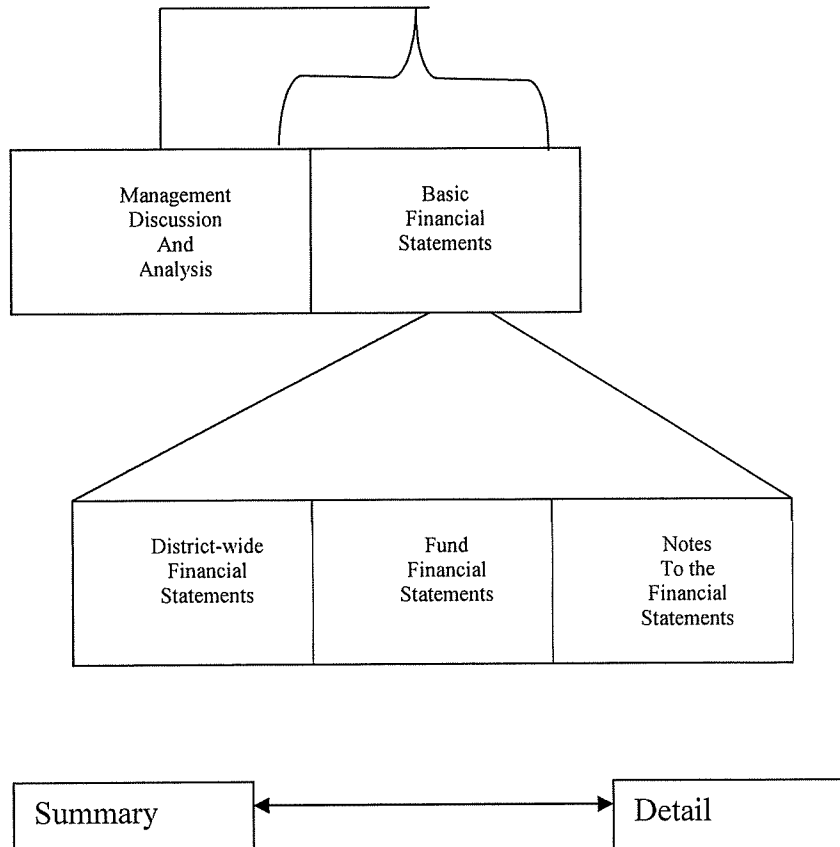 Management
Discussion
And
Analysis
Basic
Financial
Statements
District-wide
Financial
Statements
Fund
Financial
Statements
Notes
To the
Financial
Statements
Summary
Detail